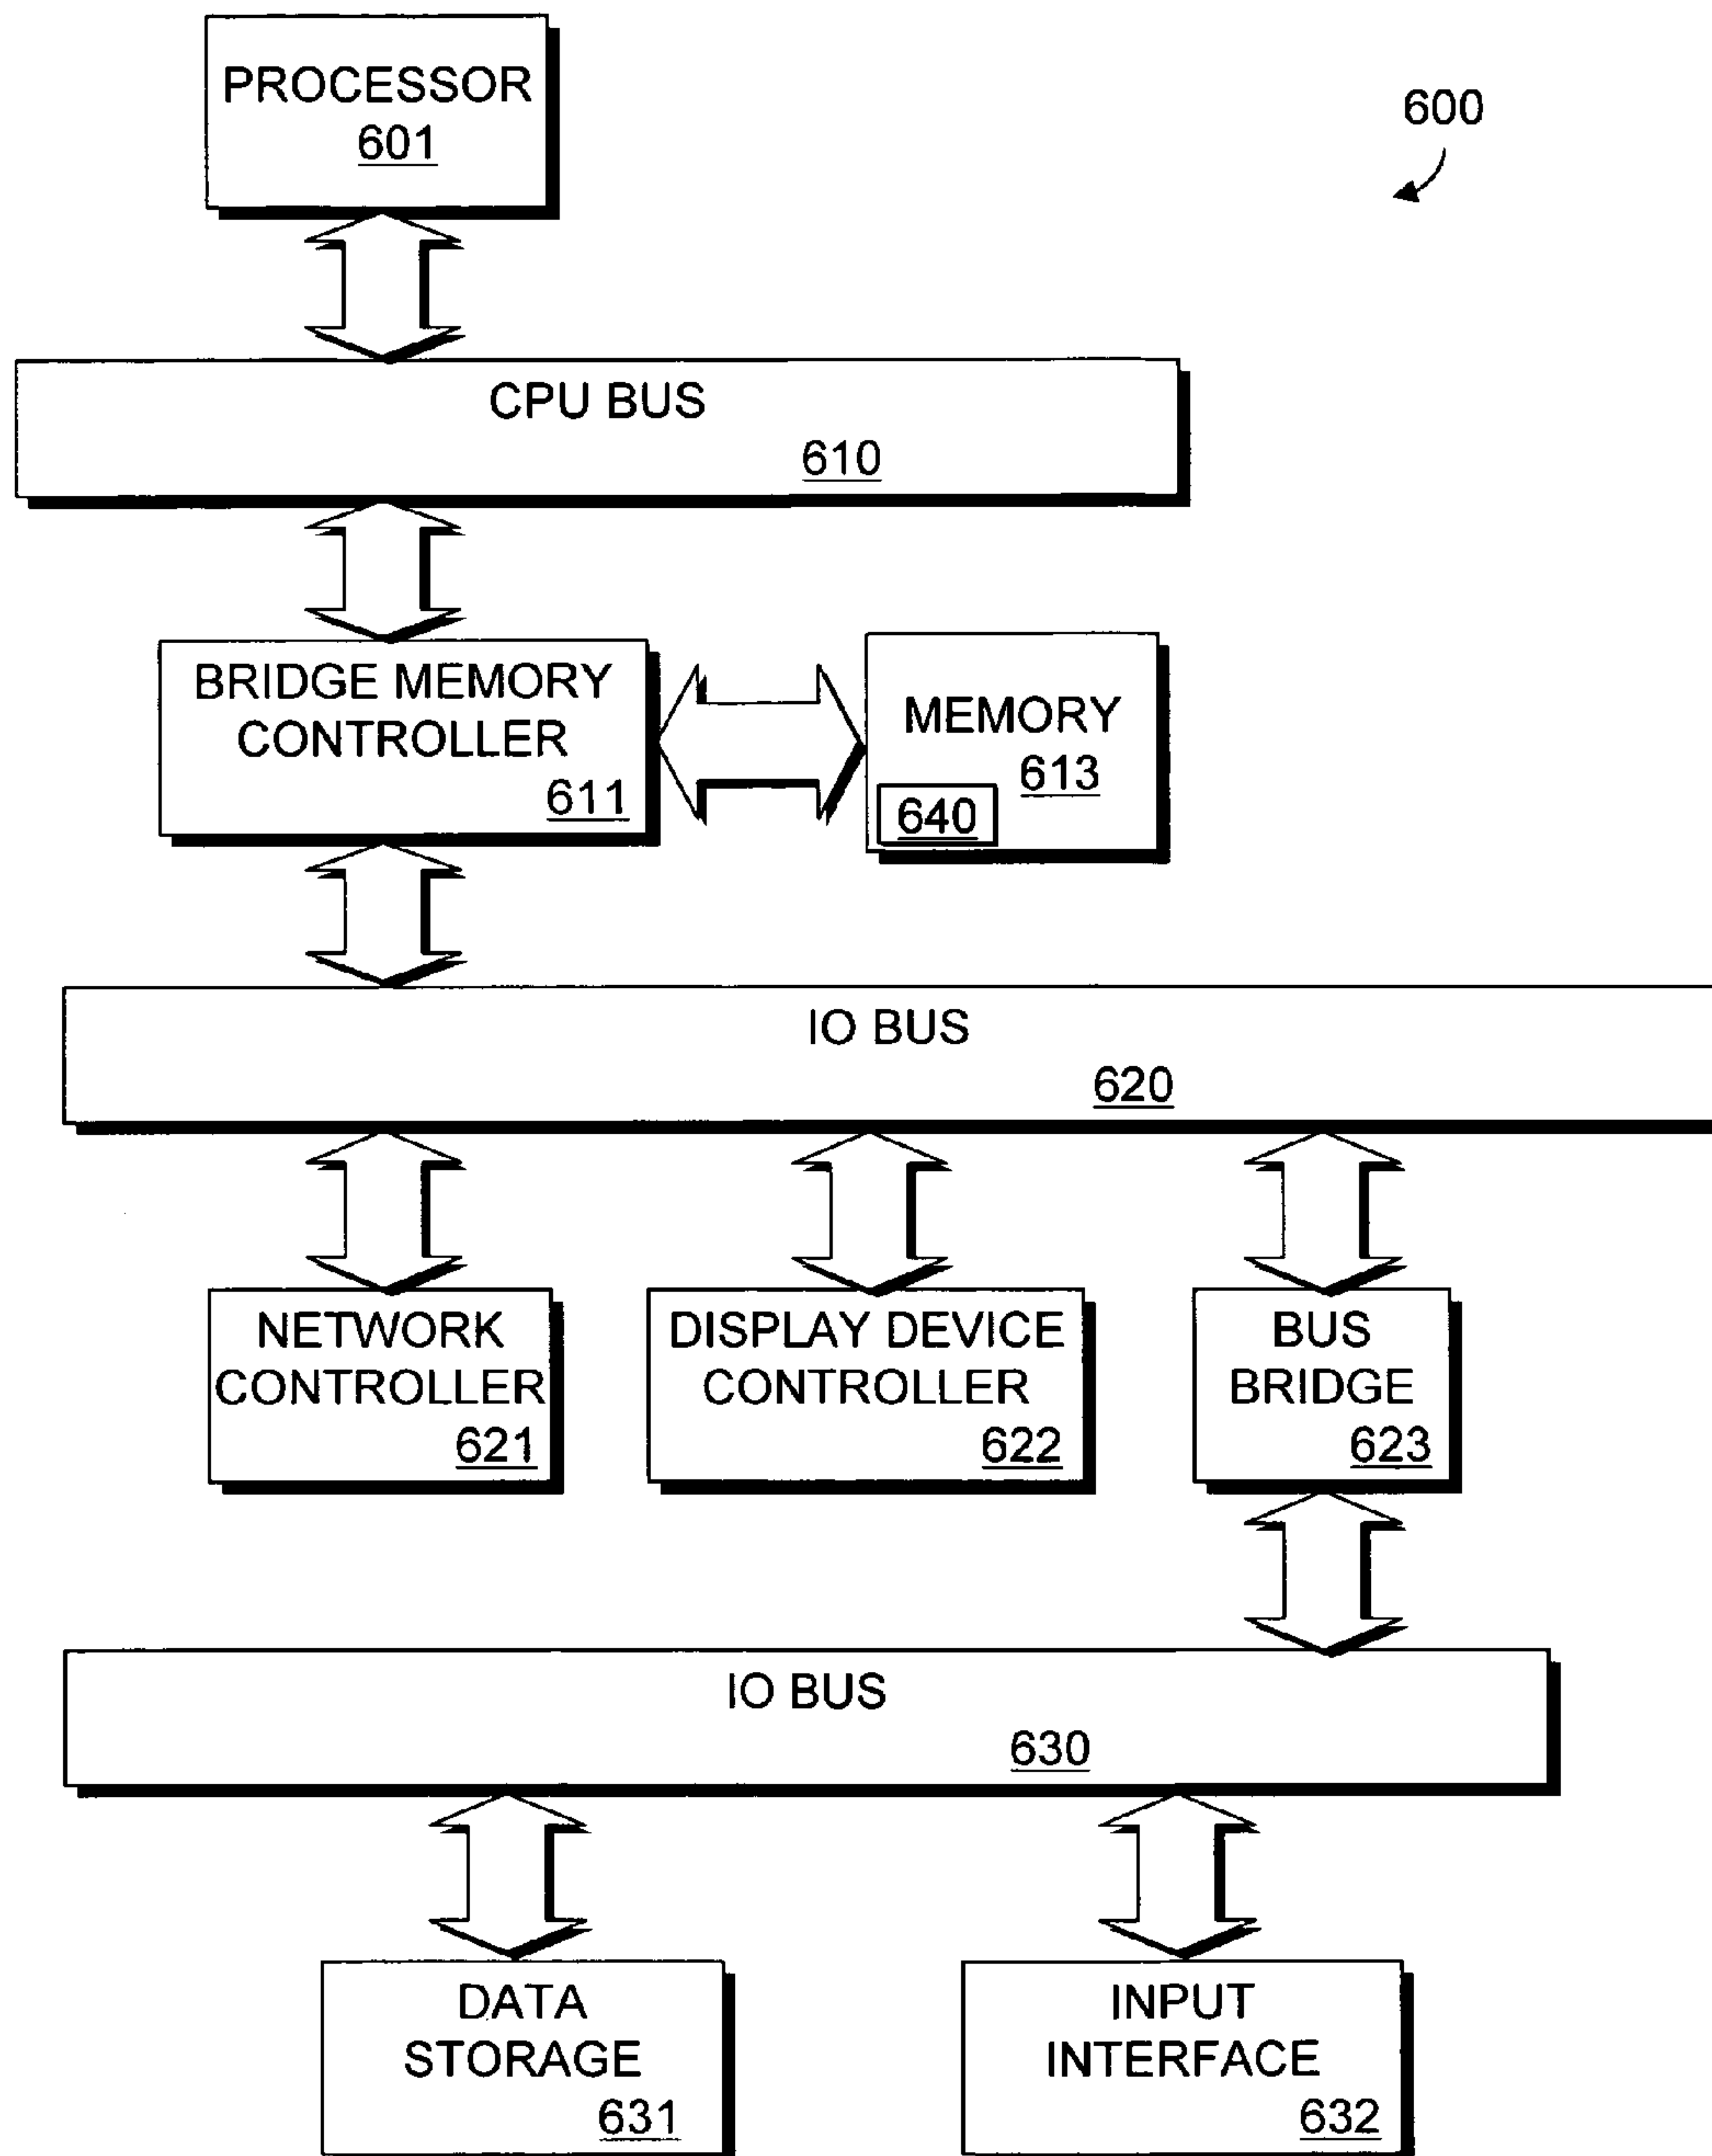 PROCESSOR
601
600
CPU BUS
610
BRIDGE MEMORY
CONTROLLER
611
MEMORY
613
640
IO BUS
620
NETWORK
CONTROLLER
621
DISPLAY DEVICE
CONTROLLER
622
BUS
BRIDGE
623
IO BUS
630
DATA
STORAGE
631
INPUT
INTERFACE
632